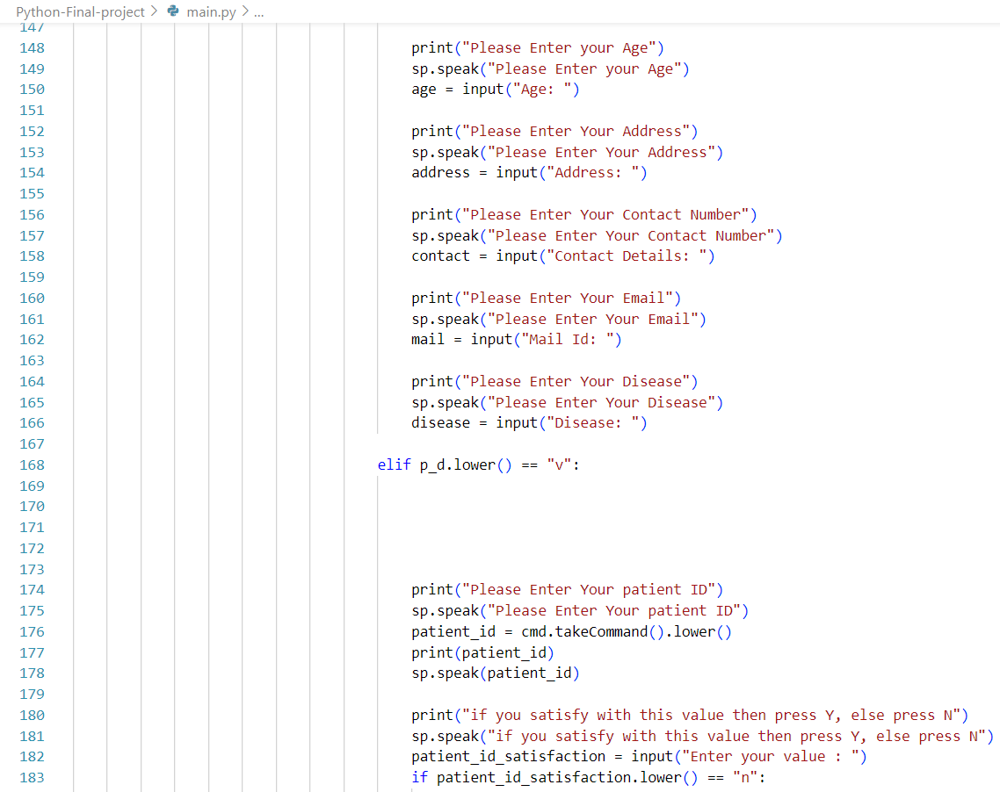 Python-Final-project > main.py > ...
147
148 print("Please Enter your Age")
149 sp.speak("Please Enter your Age")
150 age = input("Age: ")
151
152 print("Please Enter Your Address")
153 sp.speak("Please Enter Your Address")
154 address = input("Address: ")
155
156 print("Please Enter Your Contact Number")
157 sp.speak("Please Enter Your Contact Number")
158 contact = input("Contact Details: ")
159
160 print("Please Enter Your Email")
161 sp.speak("Please Enter Your Email")
162 mail = input("Mail Id: ")
163
164 print("Please Enter Your Disease")
165 sp.speak("Please Enter Your Disease")
166 disease = input("Disease: ")
167
168 elif p_d.lower() == "v":
169
170
171
172
173
174 print("Please Enter Your patient ID")
175 sp.speak("Please Enter Your patient ID")
176 patient_id = cmd.takeCommand().lower()
177 print(patient_id)
178 sp.speak(patient_id)
179
180 print("if you satisfy with this value then press Y, else press N")
181 sp.speak("if you satisfy with this value then press Y, else press N")
182 patient_id_satisfaction = input("Enter your value : ")
183 if patient_id_satisfaction.lower() == "n":